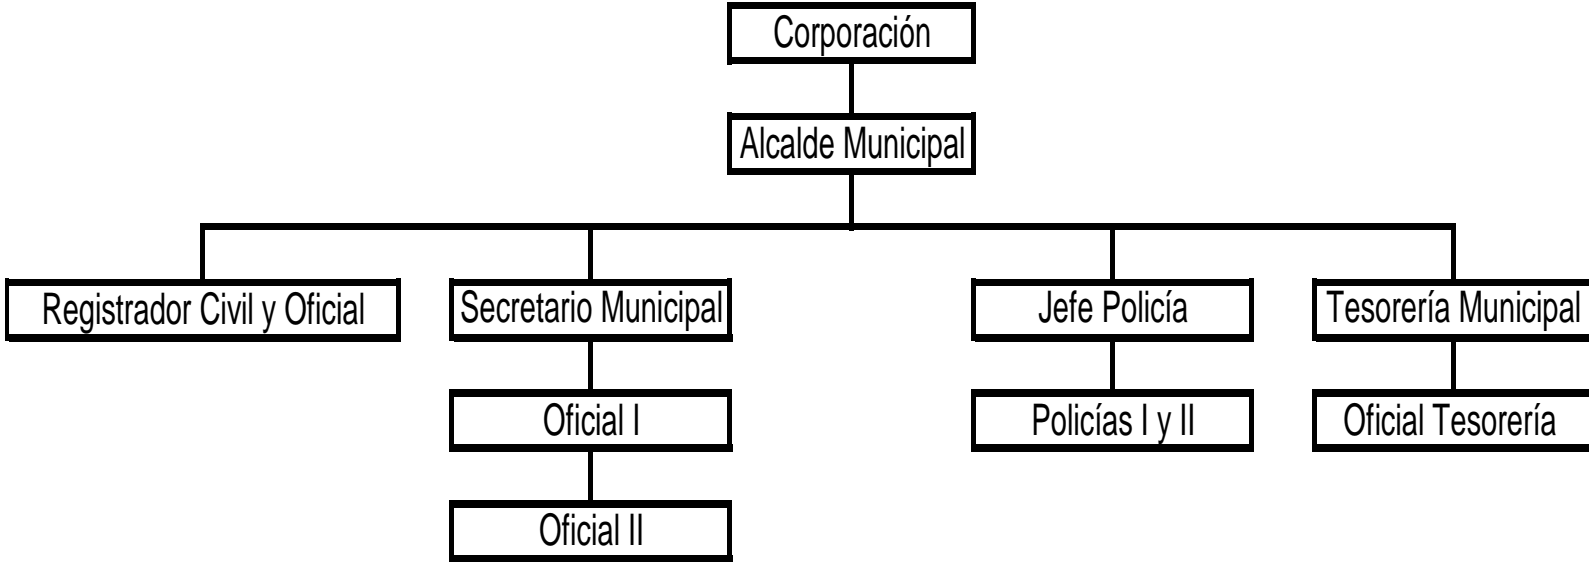 Corporación
Alcalde Municipal
Registrador Civil y Oficial
Secretario Municipal
Jefe Policía
Tesorería Municipal
Oficial I
Policías I y II
Oficial Tesorería
Oficial II